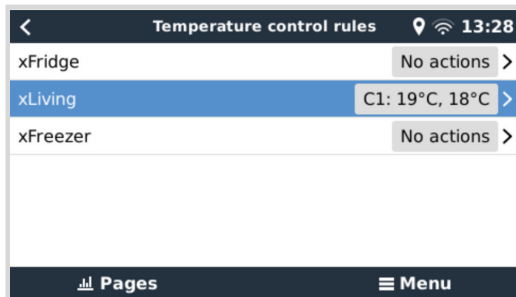 Temperature control rules 13:28
xFridge No actions
xLiving C1: 19°C, 18°C
xFreezer No actions
Pages Menu